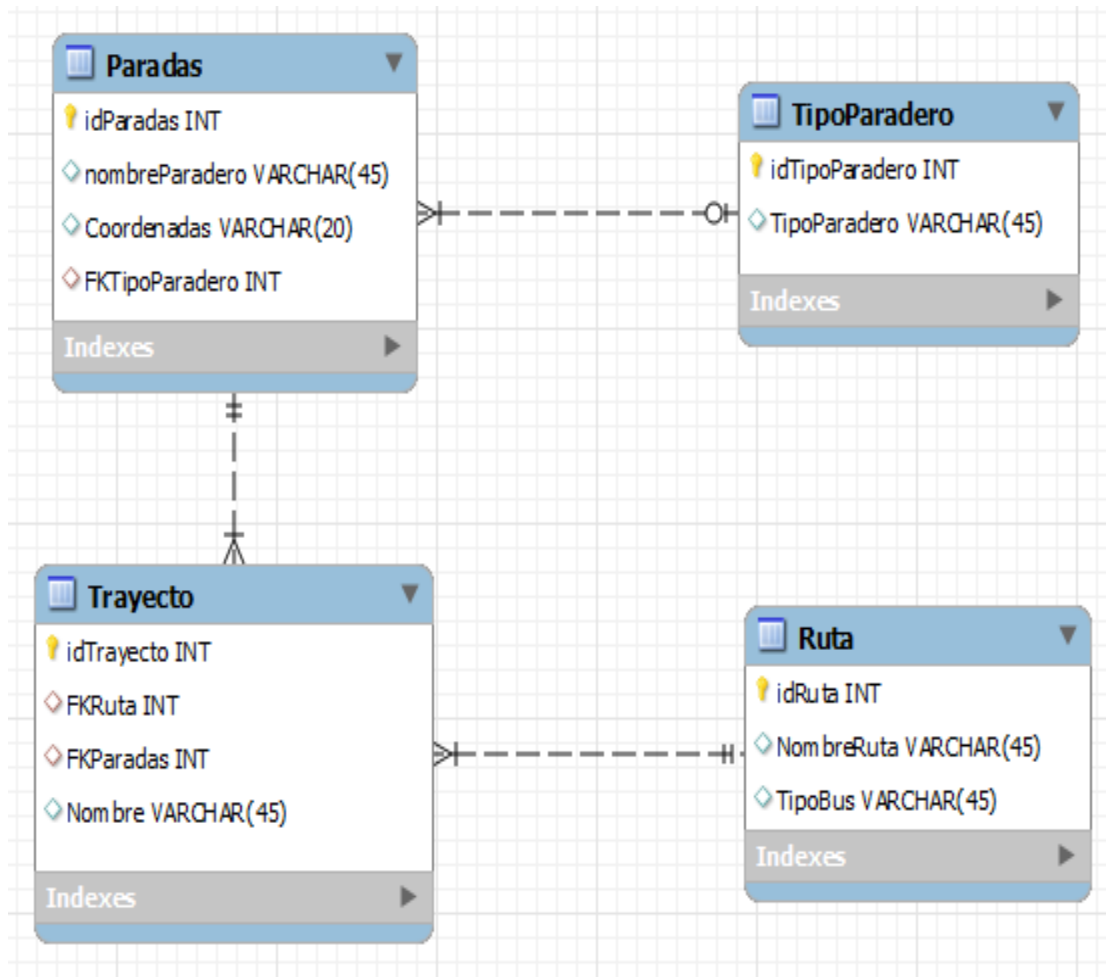 Paradas
idParadas INT
nombreParadero VARCHAR(45)
Coordenadas VARCHAR(20)
FKTipoParadero INT
Indexes
TipoParadero
idTipoParadero INT
TipoParadero VARCHAR(45)
Indexes
Trayecto
idTrayecto INT
FKRuta INT
FKParadas INT
Nombre VARCHAR(45)
Indexes
Ruta
idRuta INT
NombreRuta VARCHAR(45)
TipoBus VARCHAR(45)
Indexes